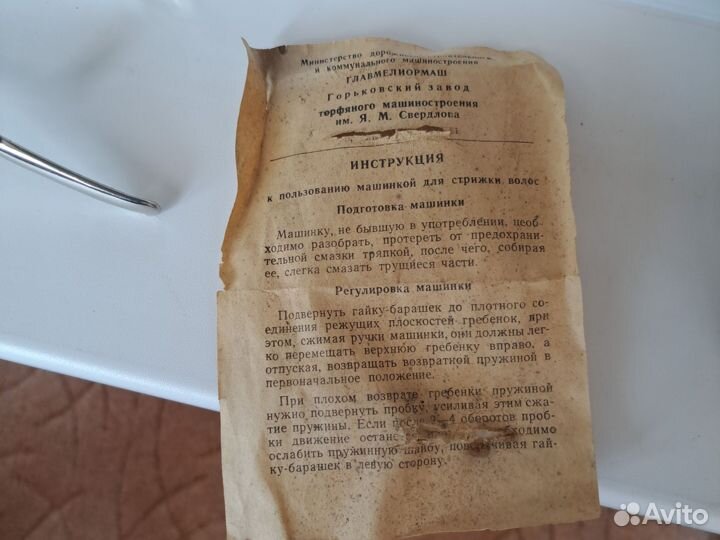 Министерство
и коммунального машиностроения
ГЛАВМЕЛИОРМАШ
Горьковский завод
торфяного машиностроения
им. Я. М. Свердлова
ИНСТРУКЦИЯ
к пользованию машинкой для стрижки волос
Подготовка машинки
Машинку, не бывшую в употреблении, необ-
ходимо разобрать, протереть от предохрани-
тельной смазки тряпкой, после чего, собирая
ее, слегка смазать трущиеся части.
Регулировка машинки
Подвернуть гайку-барашек до плотного со-
единения режущих плоскостей гребенок, при
этом, сжимая ручки машинки, они должны лег-
ко перемещать верхнюю гребенку вправо, а
отпуская, возвращать возвратной пружиной в
первоначальное положение.
При плохом возврате гребенки пружиной
нужно подвернуть пробку, усиливая этим сжа-
тие пружины. Если после оборотов проб-
ки движение
ослабить пружинную шайбу, гай-
ку-барашек в левую сторону.
Avito